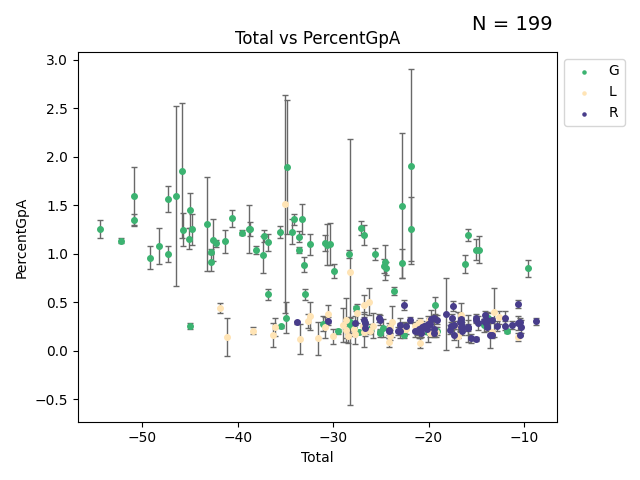 N = 199
Total vs PercentGpA
G
L
R
3.0
2.5
2.0
1.5
1.0
0.5
0.0
−0.5
PercentGpA
−50 −40 −30 −20 −10
Total